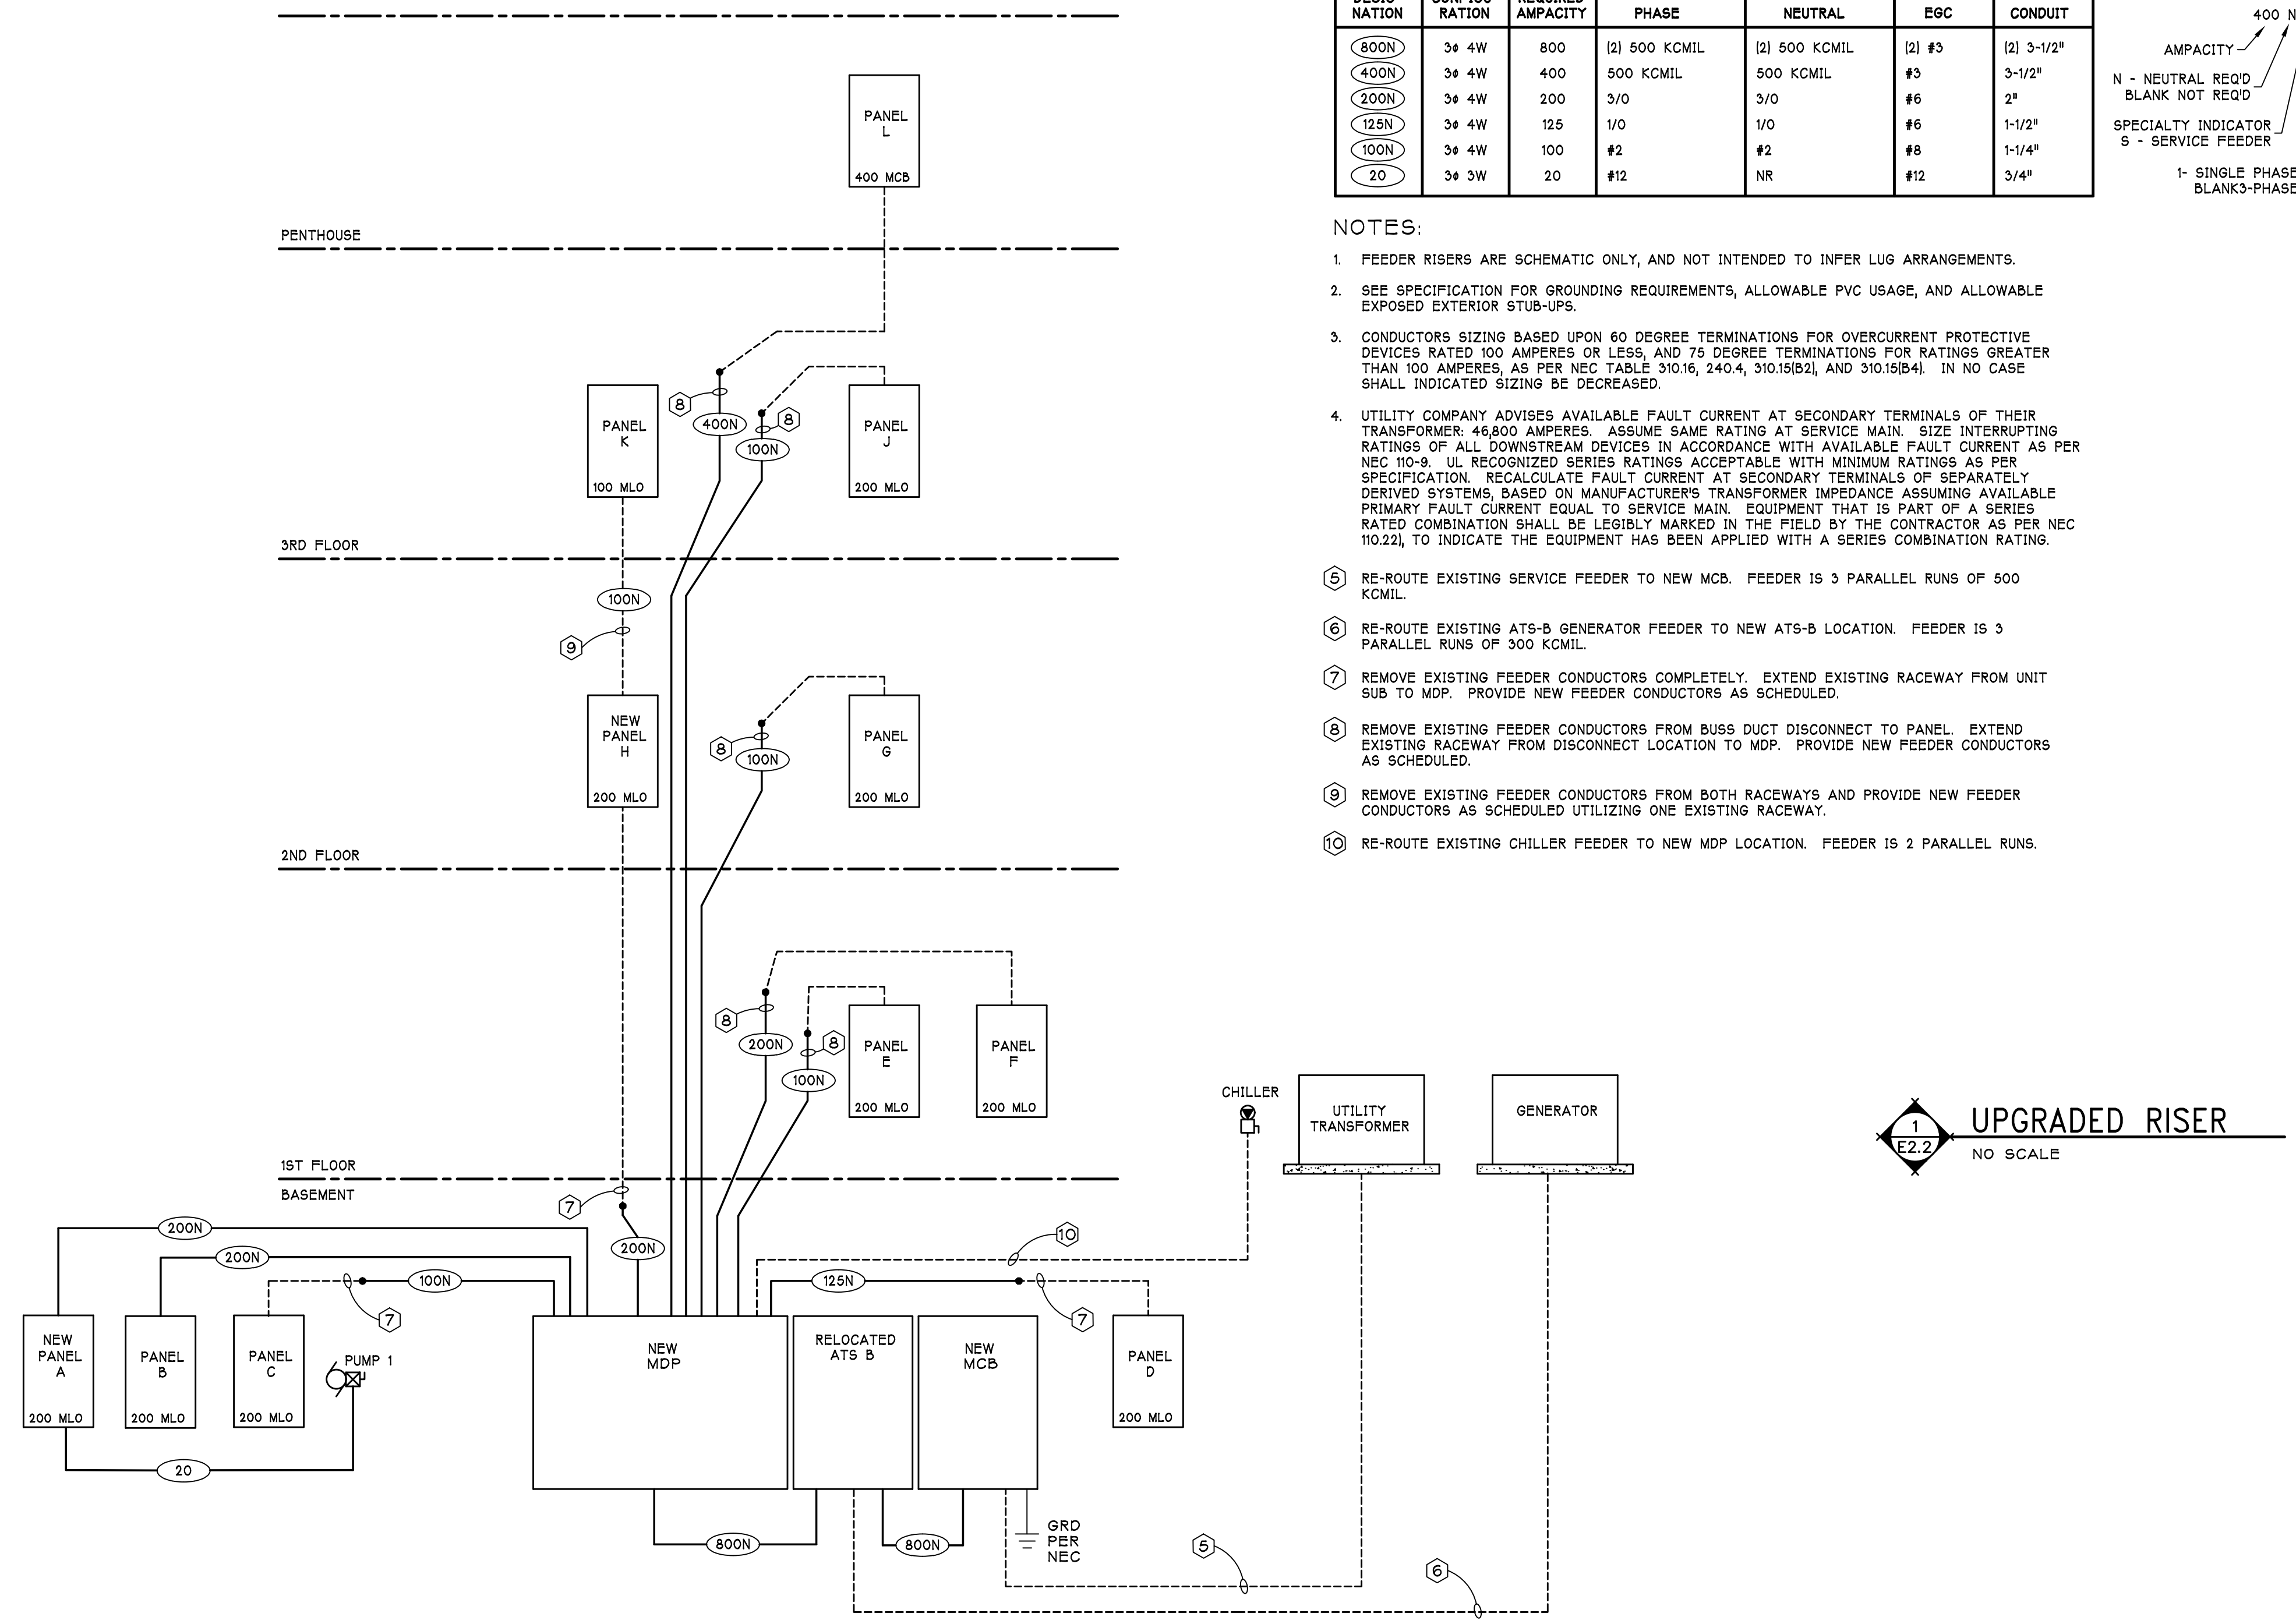 PANEL
L
400 MCB
PENTHOUSE
8
400N
8
100N
PANEL
K
100 MLO
PANEL
J
200 MLO
3RD FLOOR
100N
9
NEW
PANEL
H
200 MLO
8
100N
PANEL
G
200 MLO
2ND FLOOR
8
200N
8
100N
PANEL
E
200 MLO
PANEL
F
200 MLO
1ST FLOOR
BASEMENT
CHILLER
UTILITY
TRANSFORMER
GENERATOR
7
200N
200N
200N
100N
7
10
125N
7
NEW
PANEL
A
200 MLO
PANEL
B
200 MLO
PANEL
C
200 MLO
PUMP 1
20
NEW
MDP
RELOCATED
ATS B
NEW
MCB
PANEL
D
200 MLO
800N
800N
GRD
PER
NEC
5
6
NATION RATION AMPACITY PHASE NEUTRAL EGC CONDUIT
800N 3ø 4W 800 (2) 500 KCMIL (2) 500 KCMIL (2) #3 (2) 3-1/2"
400N 3ø 4W 400 500 KCMIL 500 KCMIL #3 3-1/2"
200N 3ø 4W 200 3/0 3/0 #6 2"
125N 3ø 4W 125 1/0 1/0 #6 1-1/2"
100N 3ø 4W 100 #2 #2 #8 1-1/4"
20 3ø 3W 20 #12 NR #12 3/4"
400 N
AMPACITY
N - NEUTRAL REQ'D
BLANK NOT REQ'D
SPECIALTY INDICATOR
S - SERVICE FEEDER
1- SINGLE PHASE
BLANK3-PHASE
NOTES:
1. FEEDER RISERS ARE SCHEMATIC ONLY, AND NOT INTENDED TO INFER LUG ARRANGEMENTS.
2. SEE SPECIFICATION FOR GROUNDING REQUIREMENTS, ALLOWABLE PVC USAGE, AND ALLOWABLE
EXPOSED EXTERIOR STUB-UPS.
3. CONDUCTORS SIZING BASED UPON 60 DEGREE TERMINATIONS FOR OVERCURRENT PROTECTIVE
DEVICES RATED 100 AMPERES OR LESS, AND 75 DEGREE TERMINATIONS FOR RATINGS GREATER
THAN 100 AMPERES, AS PER NEC TABLE 310.16, 240.4, 310.15(B2), AND 310.15(B4). IN NO CASE
SHALL INDICATED SIZING BE DECREASED.
4. UTILITY COMPANY ADVISES AVAILABLE FAULT CURRENT AT SECONDARY TERMINALS OF THEIR
TRANSFORMER: 46,800 AMPERES. ASSUME SAME RATING AT SERVICE MAIN. SIZE INTERRUPTING
RATINGS OF ALL DOWNSTREAM DEVICES IN ACCORDANCE WITH AVAILABLE FAULT CURRENT AS PER
NEC 110-9. UL RECOGNIZED SERIES RATINGS ACCEPTABLE WITH MINIMUM RATINGS AS PER
SPECIFICATION. RECALCULATE FAULT CURRENT AT SECONDARY TERMINALS OF SEPARATELY
DERIVED SYSTEMS, BASED ON MANUFACTURER'S TRANSFORMER IMPEDANCE ASSUMING AVAILABLE
PRIMARY FAULT CURRENT EQUAL TO SERVICE MAIN. EQUIPMENT THAT IS PART OF A SERIES
RATED COMBINATION SHALL BE LEGIBLY MARKED IN THE FIELD BY THE CONTRACTOR AS PER NEC
110.22), TO INDICATE THE EQUIPMENT HAS BEEN APPLIED WITH A SERIES COMBINATION RATING.
5 RE-ROUTE EXISTING SERVICE FEEDER TO NEW MCB. FEEDER IS 3 PARALLEL RUNS OF 500
KCMIL.
6 RE-ROUTE EXISTING ATS-B GENERATOR FEEDER TO NEW ATS-B LOCATION. FEEDER IS 3
PARALLEL RUNS OF 300 KCMIL.
7 REMOVE EXISTING FEEDER CONDUCTORS COMPLETELY. EXTEND EXISTING RACEWAY FROM UNIT
SUB TO MDP. PROVIDE NEW FEEDER CONDUCTORS AS SCHEDULED.
8 REMOVE EXISTING FEEDER CONDUCTORS FROM BUSS DUCT DISCONNECT TO PANEL. EXTEND
EXISTING RACEWAY FROM DISCONNECT LOCATION TO MDP. PROVIDE NEW FEEDER CONDUCTORS
AS SCHEDULED.
9 REMOVE EXISTING FEEDER CONDUCTORS FROM BOTH RACEWAYS AND PROVIDE NEW FEEDER
CONDUCTORS AS SCHEDULED UTILIZING ONE EXISTING RACEWAY.
10 RE-ROUTE EXISTING CHILLER FEEDER TO NEW MDP LOCATION. FEEDER IS 2 PARALLEL RUNS.
1
E2.2
UPGRADED RISER
NO SCALE